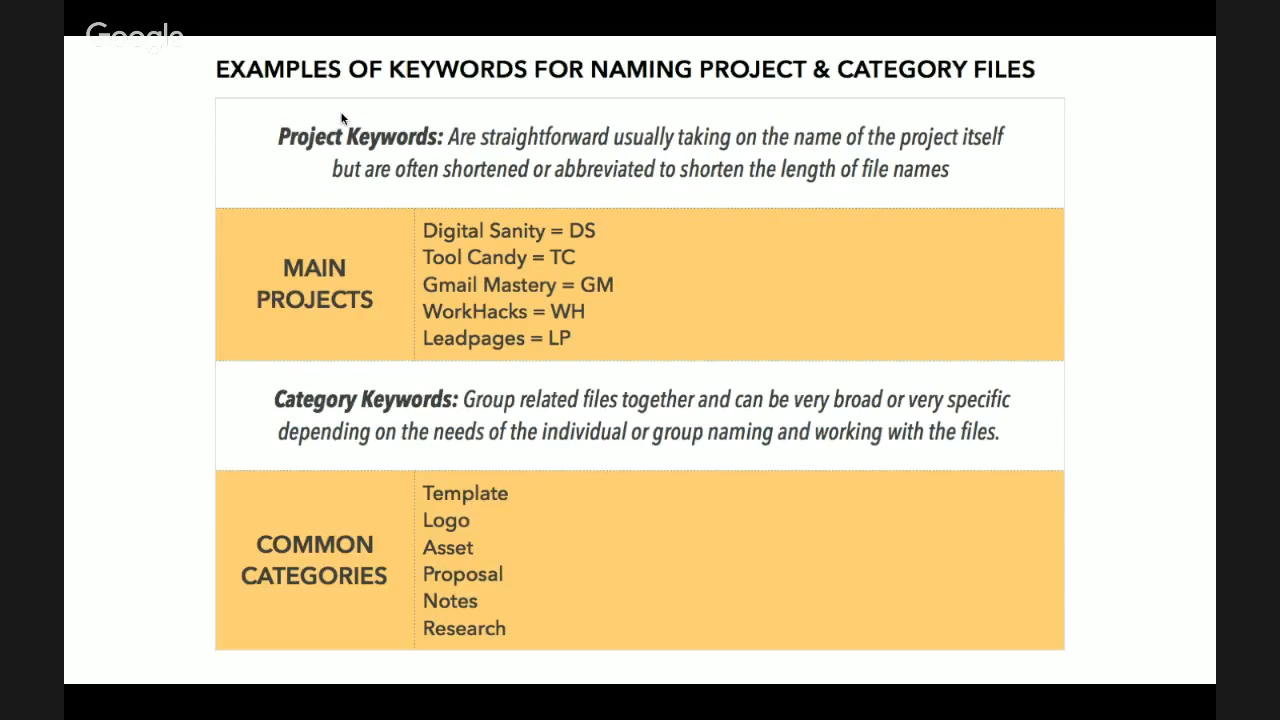 Google
EXAMPLES OF KEYWORDS FOR NAMING PROJECT & CATEGORY FILES
Project Keywords: Are straightforward usually taking on the name of the project itself
but are often shortened or abbreviated to shorten the length of file names
MAIN
PROJECTS
Digital Sanity = DS
Tool Candy = TC
Gmail Mastery = GM
WorkHacks = WH
Leadpages = LP
Category Keywords: Group related files together and can be very broad or very specific
depending on the needs of the individual or group naming and working with the files.
COMMON
CATEGORIES
Template
Logo
Asset
Proposal
Notes
Research